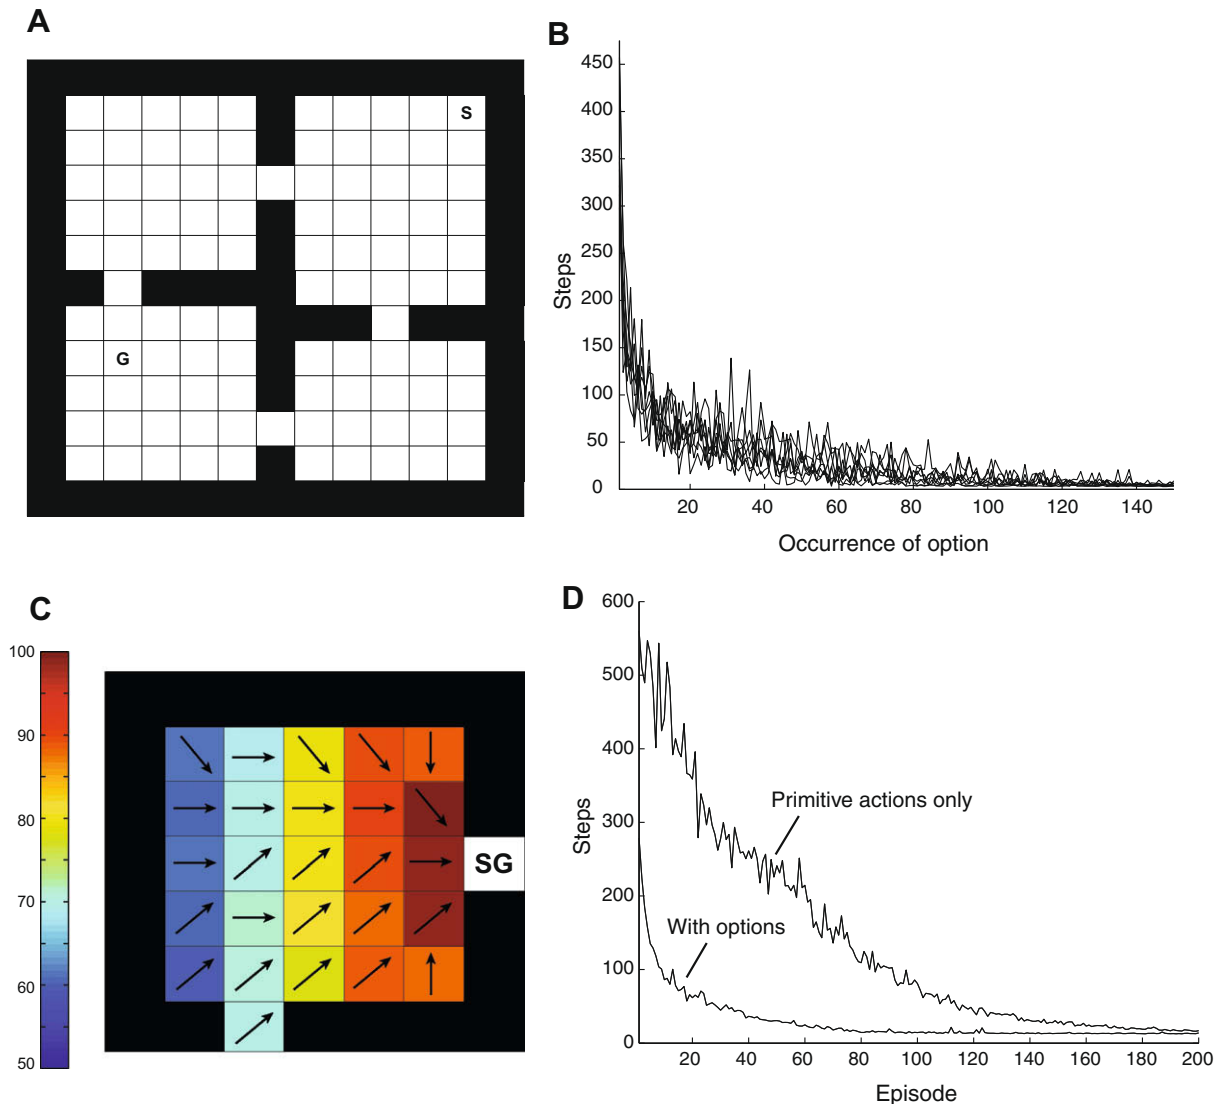 A
S
G
B
450
400
350
300
250
200
150
100
50
0
Steps
20 40 60 80 100 120 140
Occurrence of option
C
100
90
80
70
60
50
SG
D
600
500
400
300
200
100
0
Steps
Primitive actions only
With options
20 40 60 80 100 120 140 160 180 200
Episode